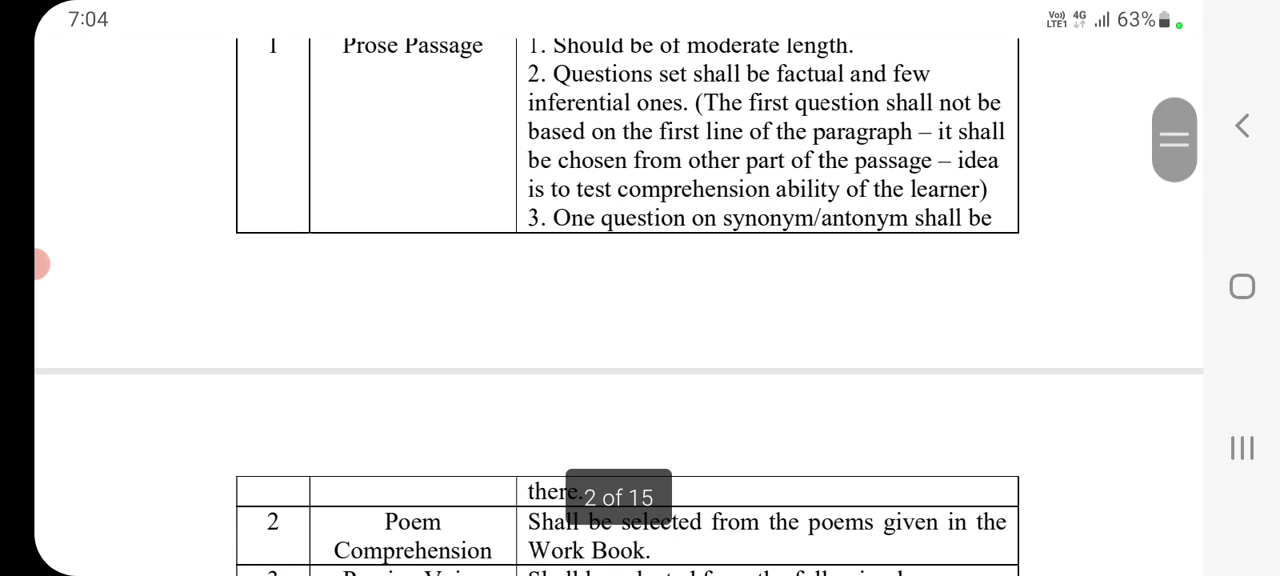 7:04
Vo)) 4G 63%
LTE1
1 Prose Passage 1. Should be of moderate length.
2. Questions set shall be factual and few
inferential ones. (The first question shall not be
based on the first line of the paragraph – it shall
be chosen from other part of the passage – idea
is to test comprehension ability of the learner)
3. One question on synonym/antonym shall be
there.
2 of 15
2 Poem Shall be selected from the poems given in the
Comprehension Work Book.